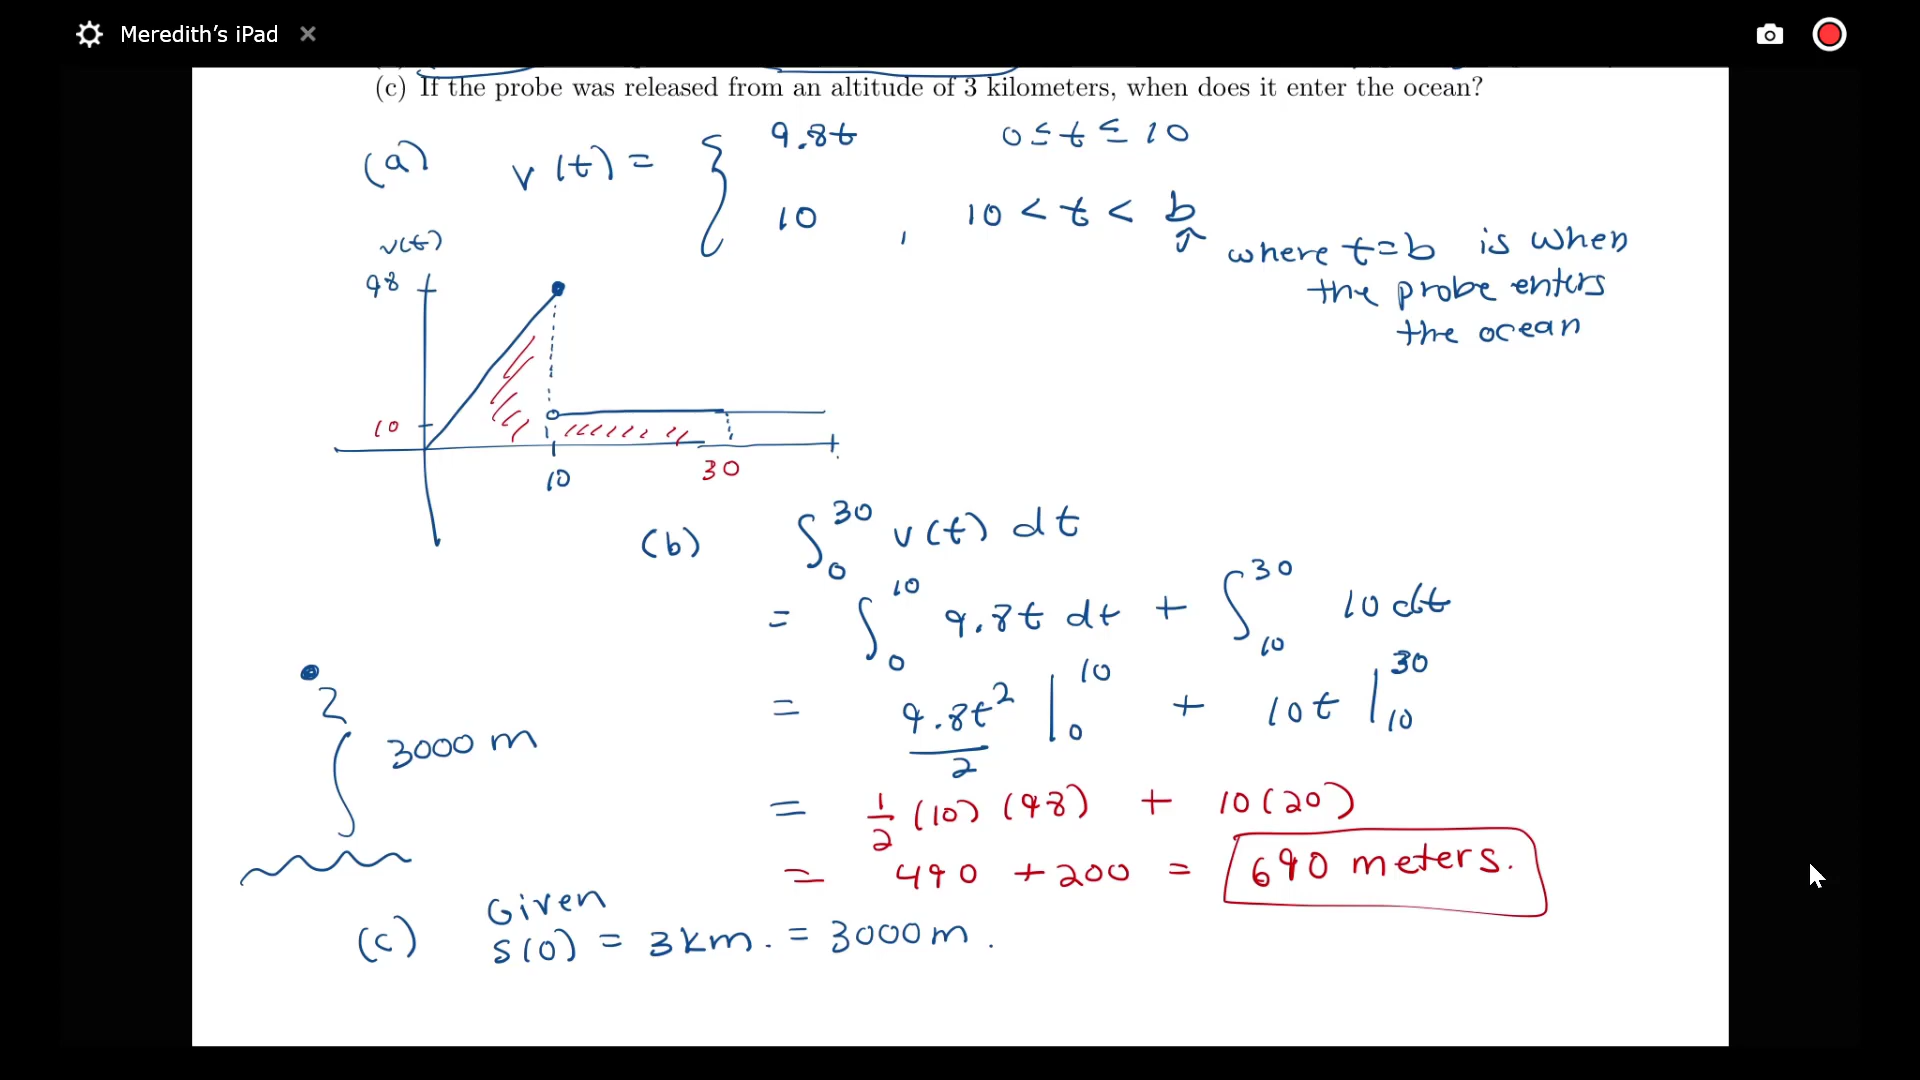 Meredith's iPad ×
(c) If the probe was released from an altitude of 3 kilometers, when does it enter the ocean?
(a) v(t) = { 9.8t 0 ≤ t ≤ 10
10 , 10 < t < b
where t=b is when
the probe enters
the ocean
v(t)
98
10
10
30
t
(b) ∫₀³⁰ v(t) dt
= ∫₀¹⁰ 9.8t dt + ∫₁₀³⁰ 10 dt
= 9.8t²/2 |₀¹⁰ + 10t |₁₀³⁰
= 1/2 (10) (98) + 10(20)
= 490 + 200 = 690 meters.
3000 m
(c) Given
s(0) = 3km. = 3000m.